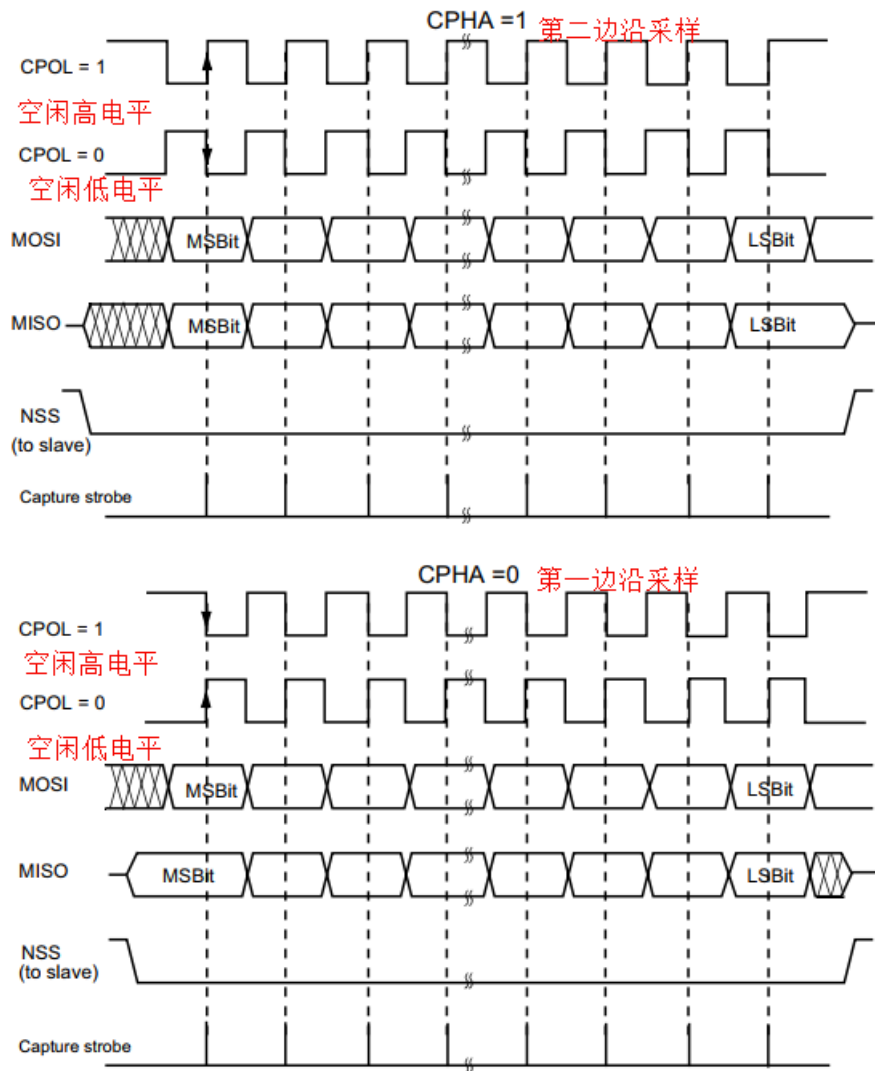 CPHA =1 第二边沿采样
CPOL = 1
空闲高电平
CPOL = 0
空闲低电平
MOSI MSBit LSBit
MISO MSBit LSBit
NSS
(to slave)
Capture strobe
CPHA =0 第一边沿采样
CPOL = 1
空闲高电平
CPOL = 0
空闲低电平
MOSI MSBit LSBit
MISO MSBit LSBit
NSS
(to slave)
Capture strobe